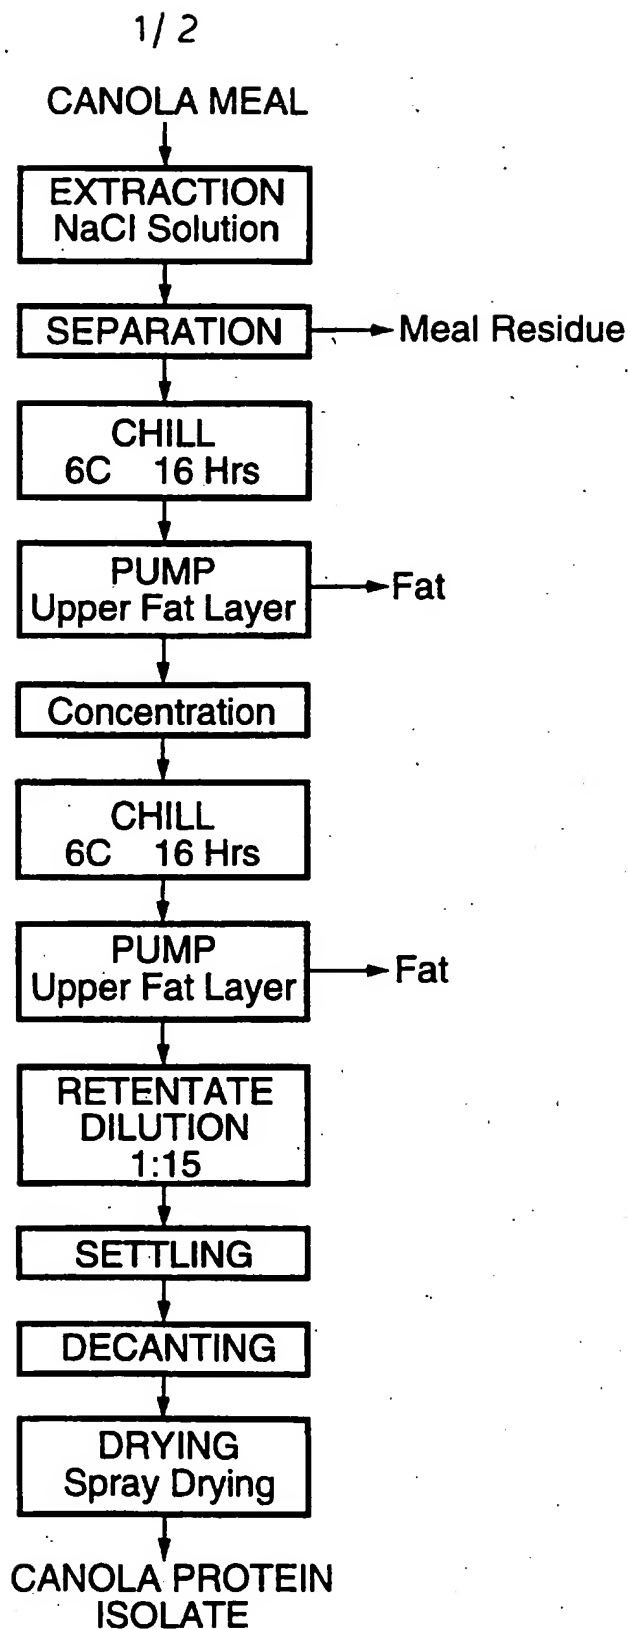 1/2
CANOLA MEAL
EXTRACTION
NaCl Solution
SEPARATION
Meal Residue
CHILL
6C 16 Hrs
PUMP
Upper Fat Layer
Fat
Concentration
CHILL
6C 16 Hrs
PUMP
Upper Fat Layer
Fat
RETENTATE
DILUTION
1:15
SETTLING
DECANTING
DRYING
Spray Drying
CANOLA PROTEIN
ISOLATE